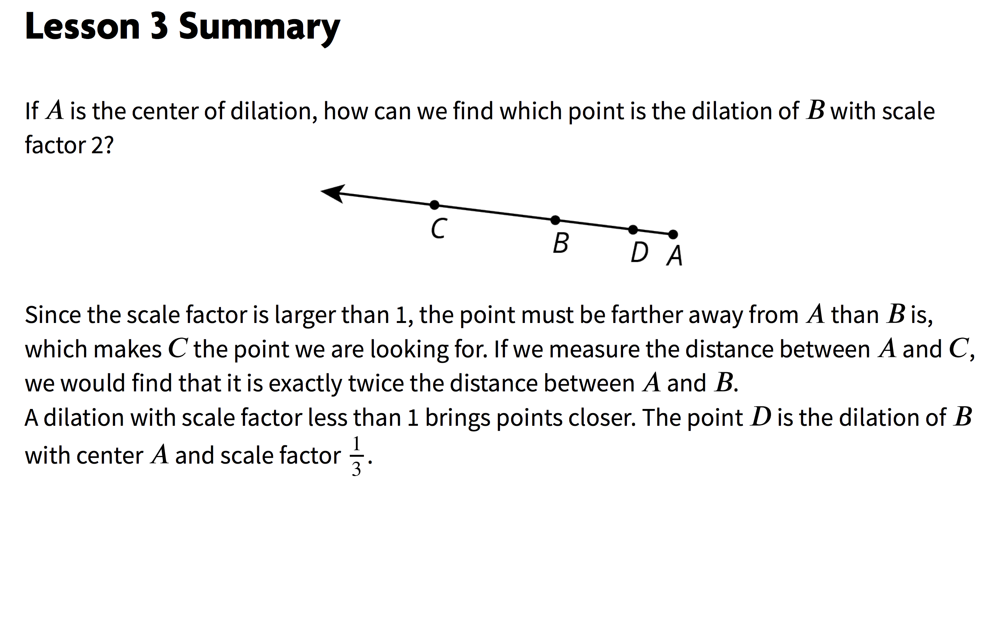 Lesson 3 Summary
If A is the center of dilation, how can we find which point is the dilation of B with scale
factor 2?
C
B
D A
Since the scale factor is larger than 1, the point must be farther away from A than B is,
which makes C the point we are looking for. If we measure the distance between A and C,
we would find that it is exactly twice the distance between A and B.
A dilation with scale factor less than 1 brings points closer. The point D is the dilation of B
with center A and scale factor 1/3.